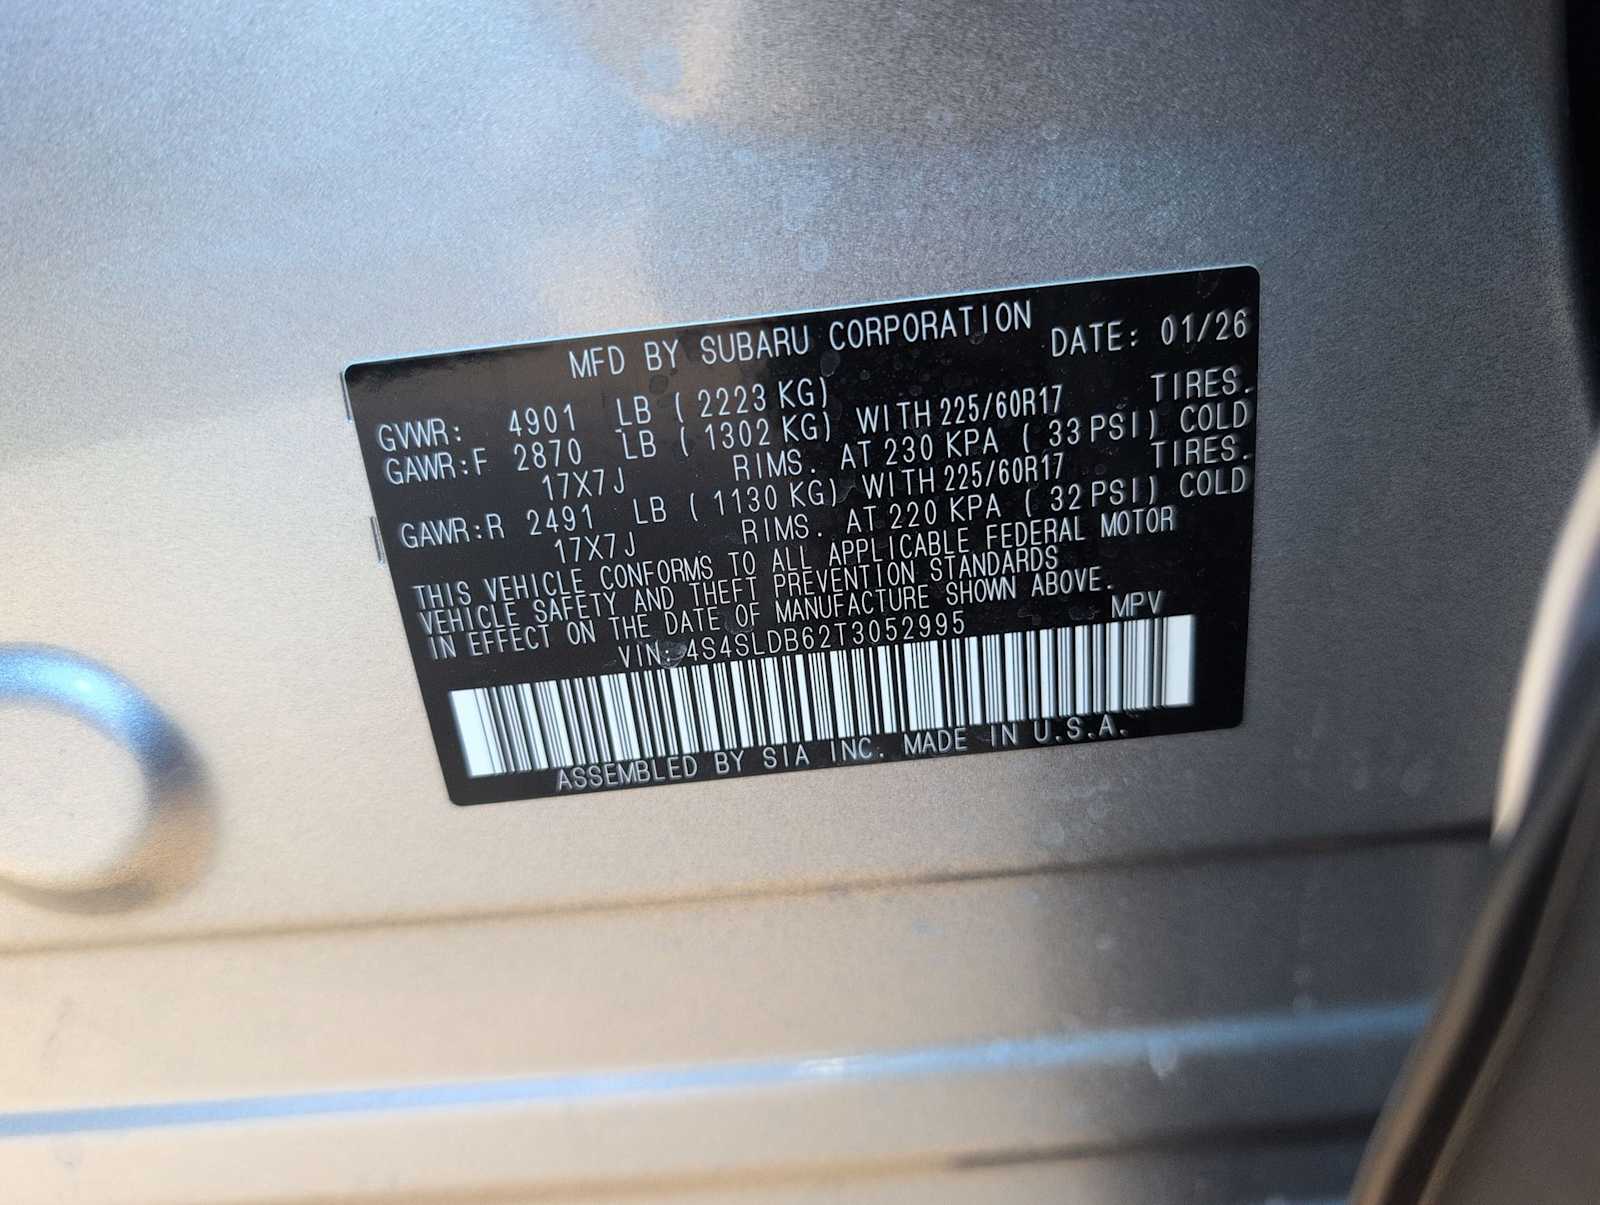 MFD BY SUBARU CORPORATION DATE: 01/26
GVWR: 4901 LB ( 2223 KG)
GAWR:F 2870 LB ( 1302 KG) WITH 225/60R17 TIRES.
17X7J RIMS. AT 230 KPA ( 33 PSI) COLD
GAWR:R 2491 LB ( 1130 KG) WITH 225/60R17 TIRES.
17X7J RIMS. AT 220 KPA ( 32 PSI) COLD
THIS VEHICLE CONFORMS TO ALL APPLICABLE FEDERAL MOTOR
VEHICLE SAFETY AND THEFT PREVENTION STANDARDS
IN EFFECT ON THE DATE OF MANUFACTURE SHOWN ABOVE.
VIN: 4S4SLDB62T3052995 MPV
ASSEMBLED BY SIA INC. MADE IN U.S.A.